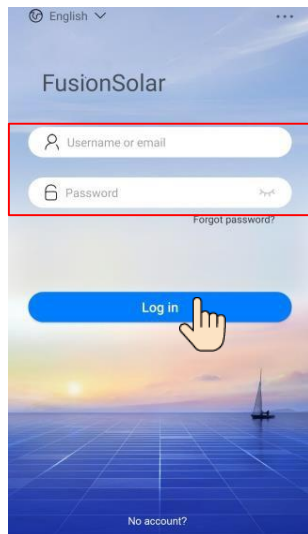 English
FusionSolar
Username or email
Password
Forgot password?
Log in
No account?